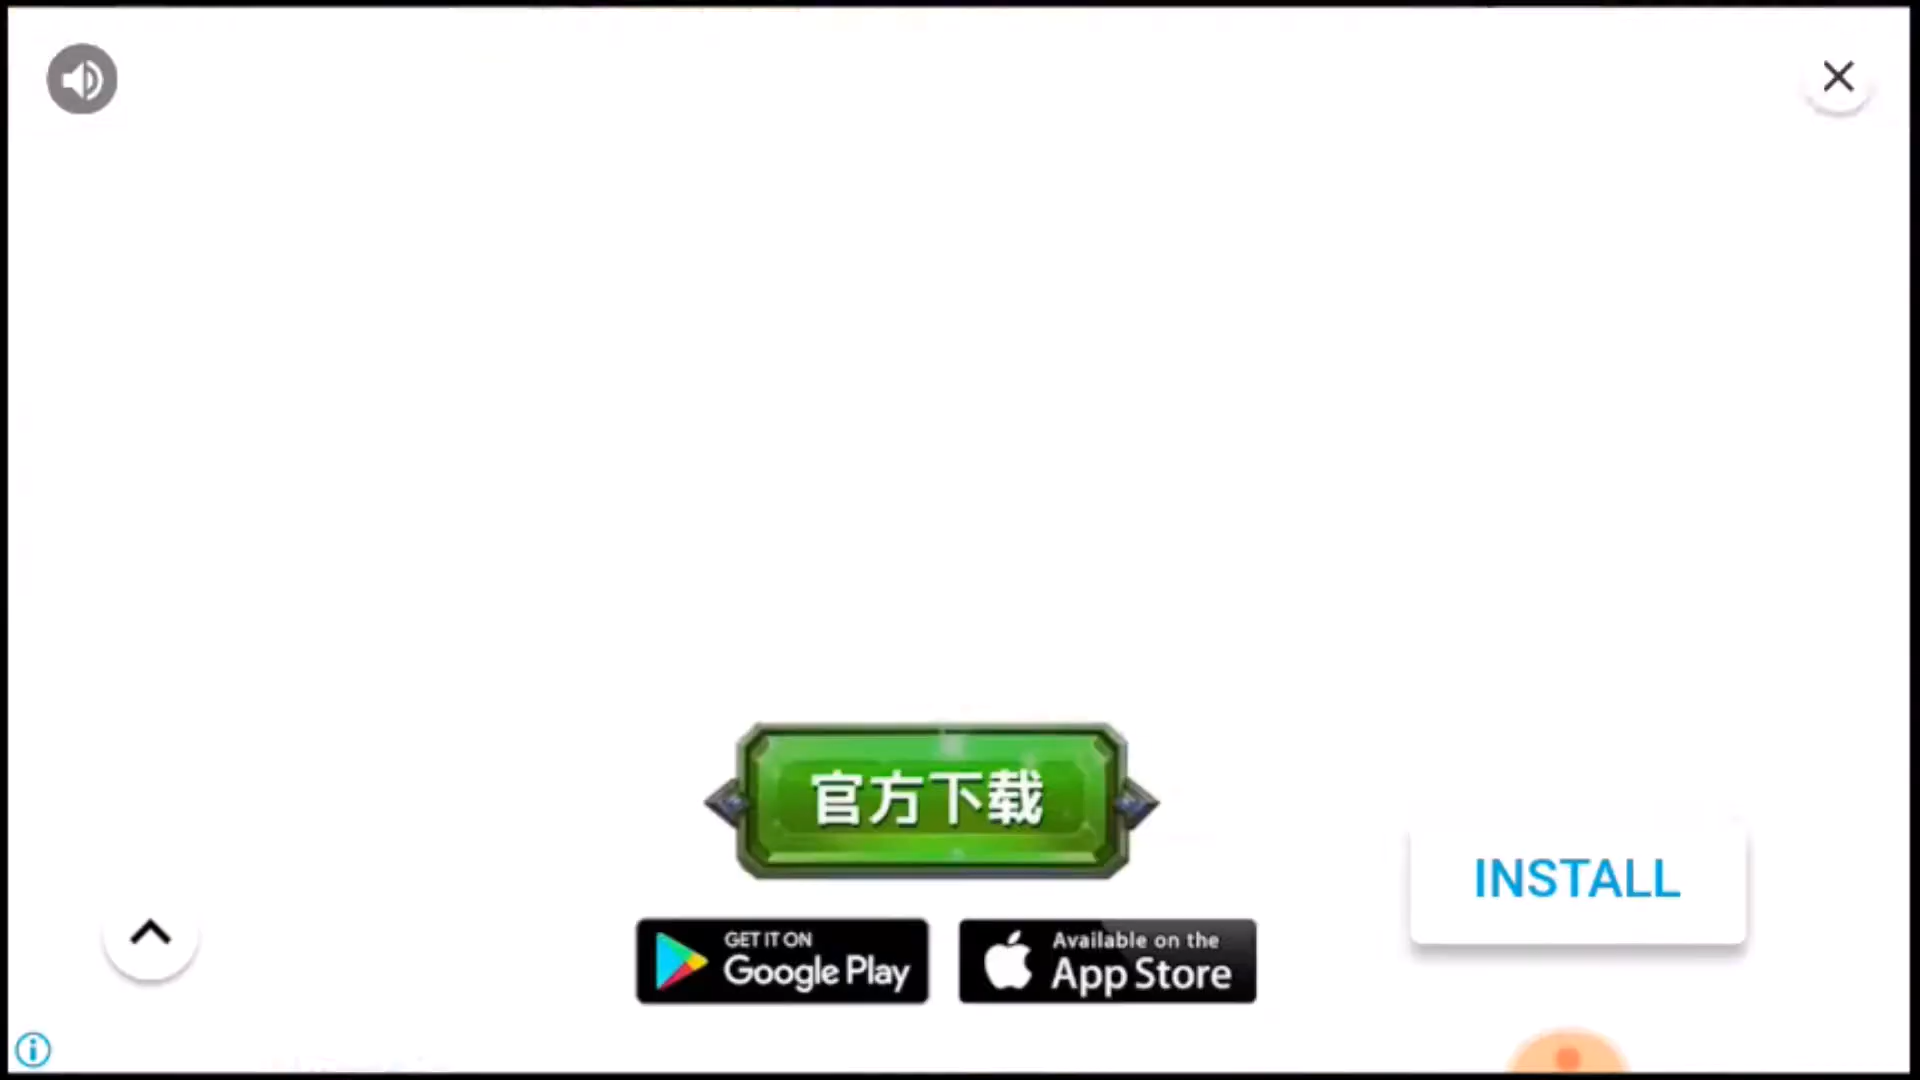 官方下载
INSTALL
GET IT ON
Google Play
Available on the
App Store